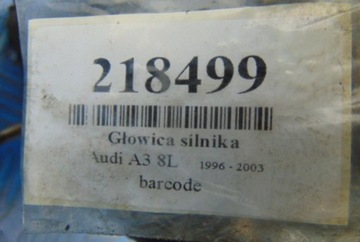 218499
Głowica silnika
Audi A3 8L 1996 - 2003
barcode